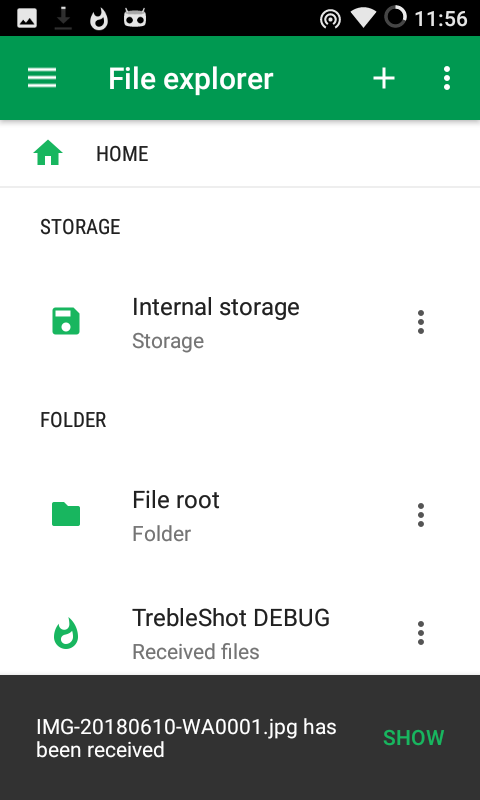 11:56
File explorer
HOME
STORAGE
Internal storage
Storage
FOLDER
File root
Folder
TrebleShot DEBUG
Received files
IMG-20180610-WA0001.jpg has
been received
SHOW